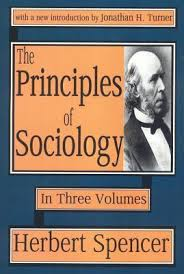 with a new introduction by Jonathan H. Turner
The
Principles
of
Sociology
In Three Volumes
Herbert Spencer